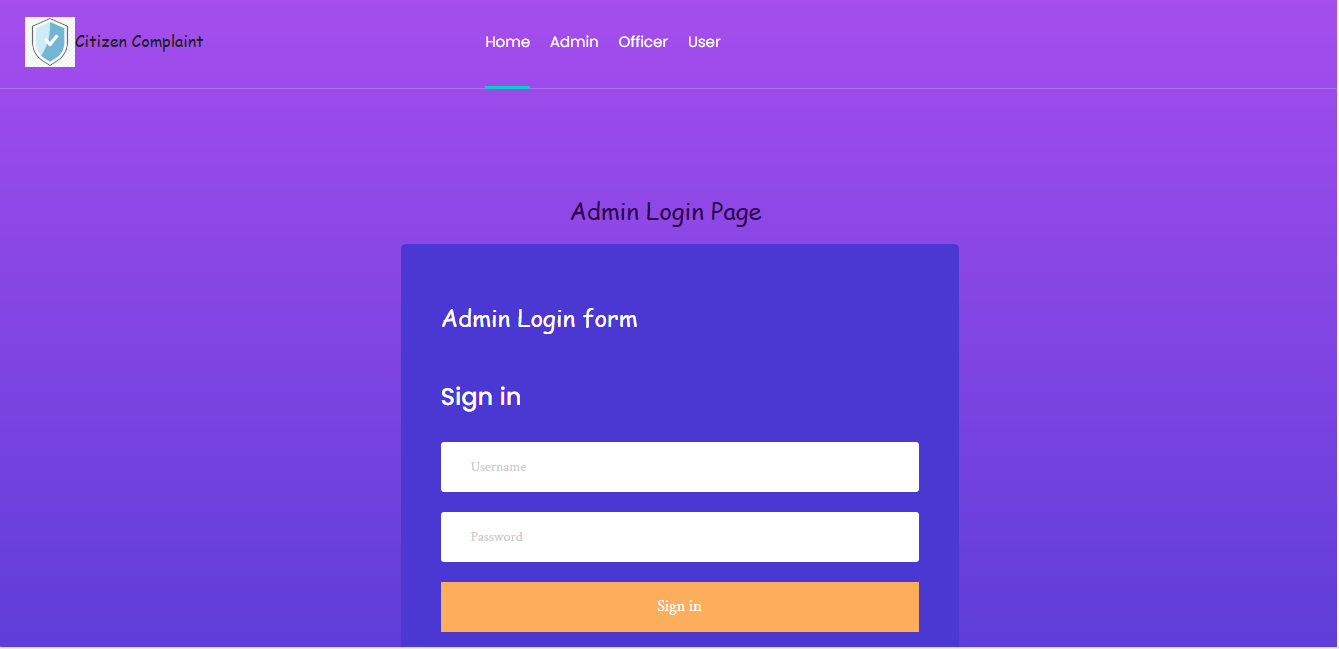 Citizen Complaint
Home Admin Officer User
Admin Login Page
Admin Login form
Sign in
Username
Password
Sign in